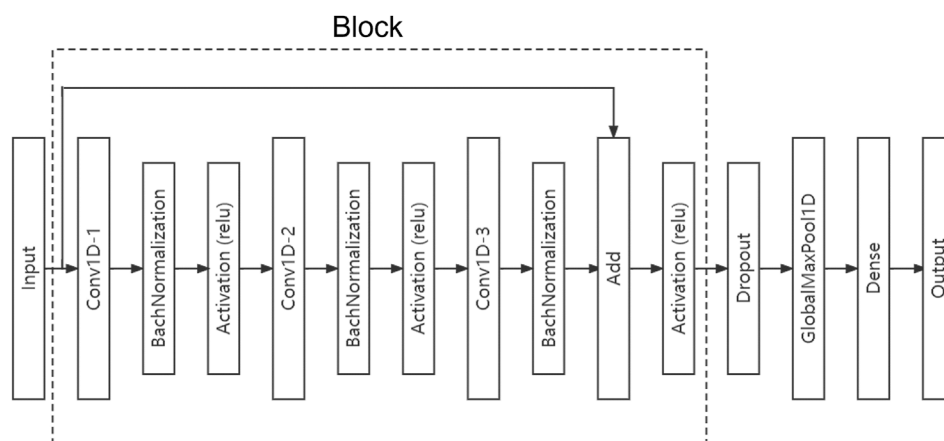 Block
Input
Conv1D-1
BachNormalization
Activation (relu)
Conv1D-2
BachNormalization
Activation (relu)
Conv1D-3
BachNormalization
Add
Activation (relu)
Dropout
GlobalMaxPool1D
Dense
Output